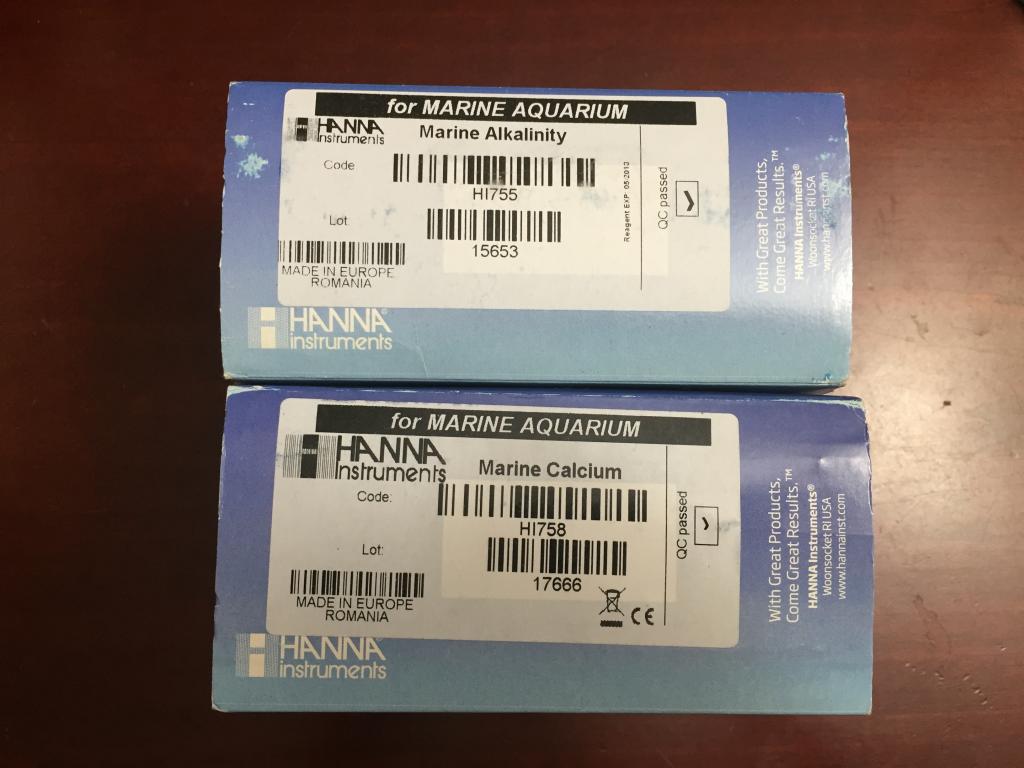 for MARINE AQUARIUM
HANNA
Instruments
Marine Alkalinity
Code
HI755
Lot
15653
MADE IN EUROPE
ROMANIA
Reagent EXP: 05.2013
QC passed
With Great Products,
Come Great Results.™
HANNA Instruments®
Woonsocket RI USA
www.hannainst.com
HANNA®
instruments
for MARINE AQUARIUM
HANNA
Instruments
Marine Calcium
Code:
HI758
Lot:
17666
MADE IN EUROPE
ROMANIA
CE
QC passed
With Great Products,
Come Great Results.™
HANNA Instruments®
Woonsocket RI USA
www.hannainst.com
HANNA
instruments